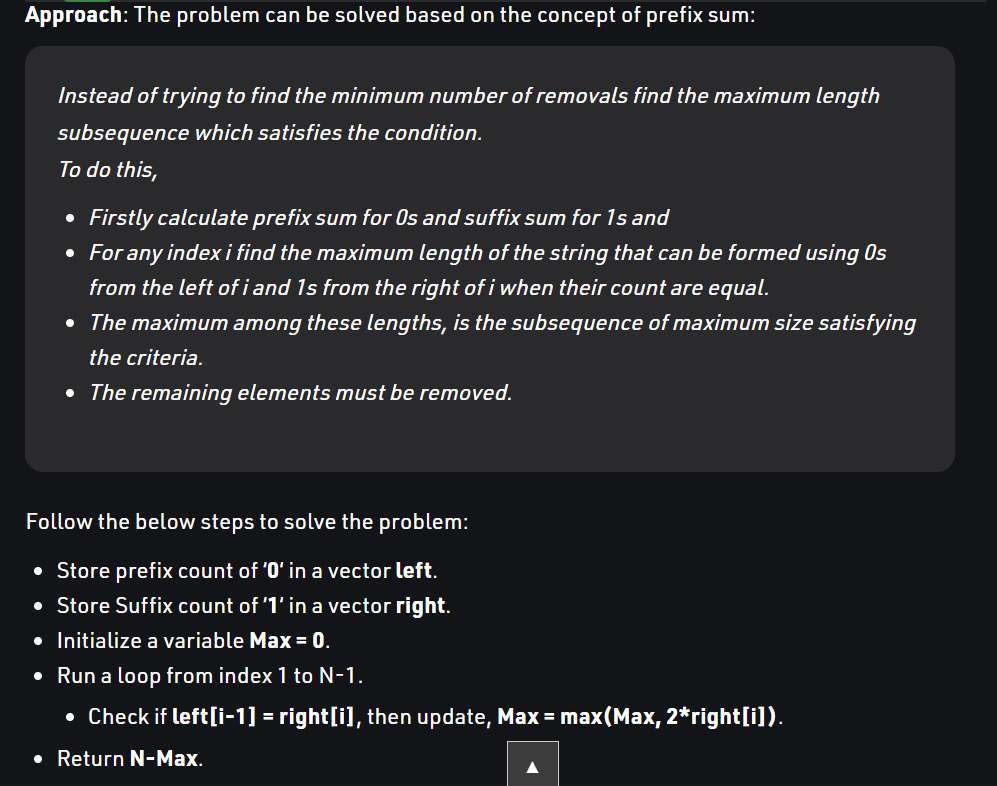 Approach: The problem can be solved based on the concept of prefix sum:
Instead of trying to find the minimum number of removals find the maximum length
subsequence which satisfies the condition.
To do this,
• Firstly calculate prefix sum for 0s and suffix sum for 1s and
• For any index i find the maximum length of the string that can be formed using 0s
from the left of i and 1s from the right of i when their count are equal.
• The maximum among these lengths, is the subsequence of maximum size satisfying
the criteria.
• The remaining elements must be removed.
Follow the below steps to solve the problem:
• Store prefix count of ‘0‘ in a vector left.
• Store Suffix count of ‘1‘ in a vector right.
• Initialize a variable Max = 0.
• Run a loop from index 1 to N-1.
• Check if left[i-1] = right[i], then update, Max = max(Max, 2*right[i]).
• Return N-Max.
▲